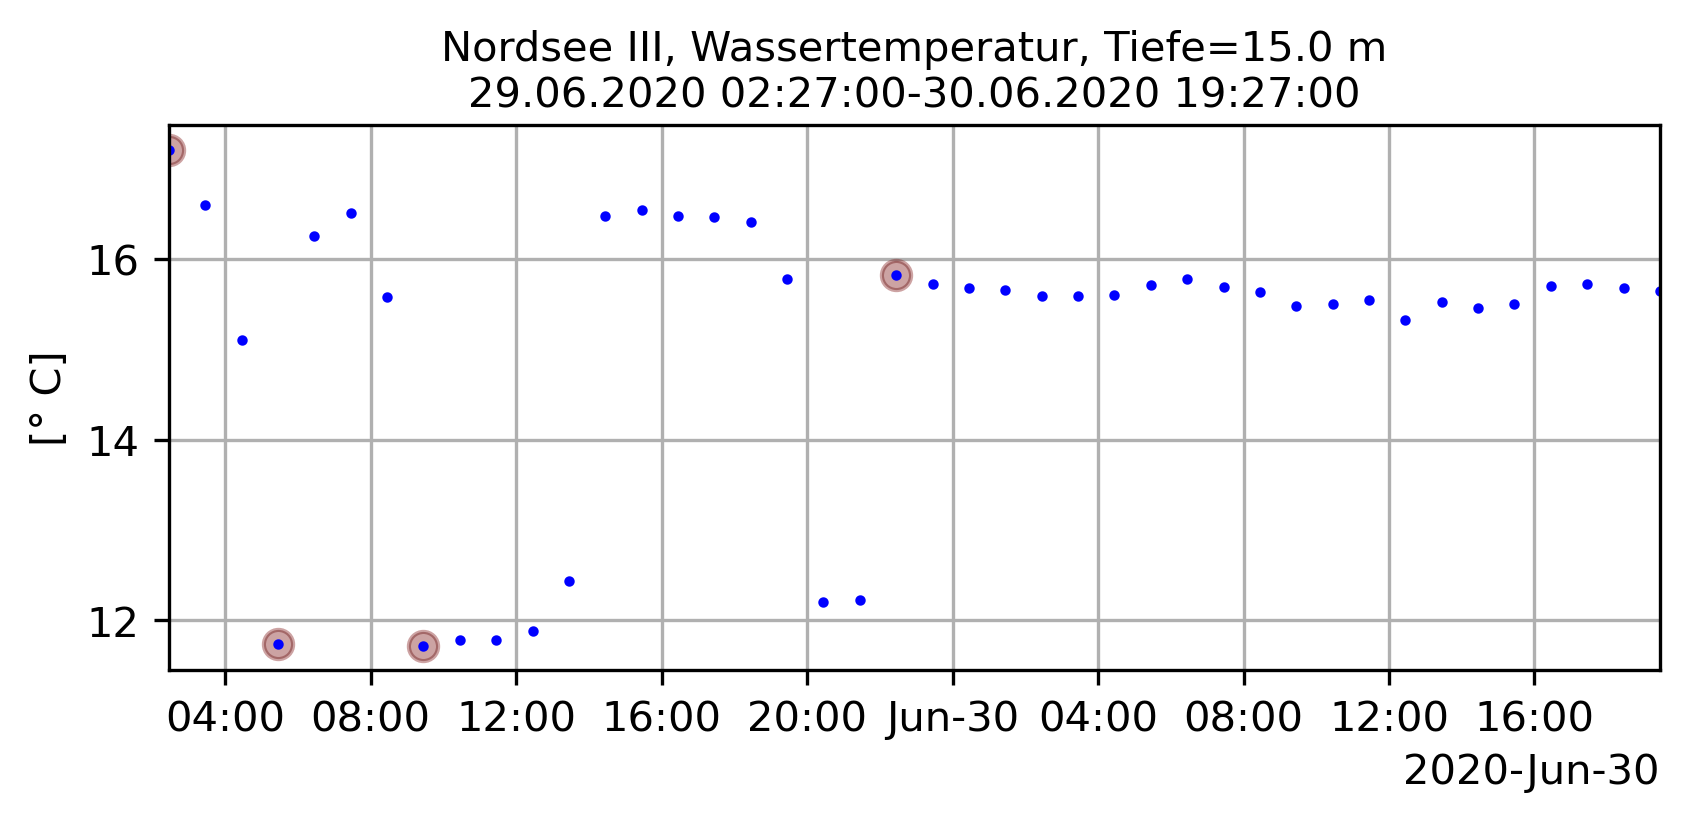 Nordsee III, Wassertemperatur, Tiefe=15.0 m
29.06.2020 02:27:00-30.06.2020 19:27:00
[° C]
16
14
12
04:00 08:00 12:00 16:00 20:00 Jun-30 04:00 08:00 12:00 16:00
2020-Jun-30